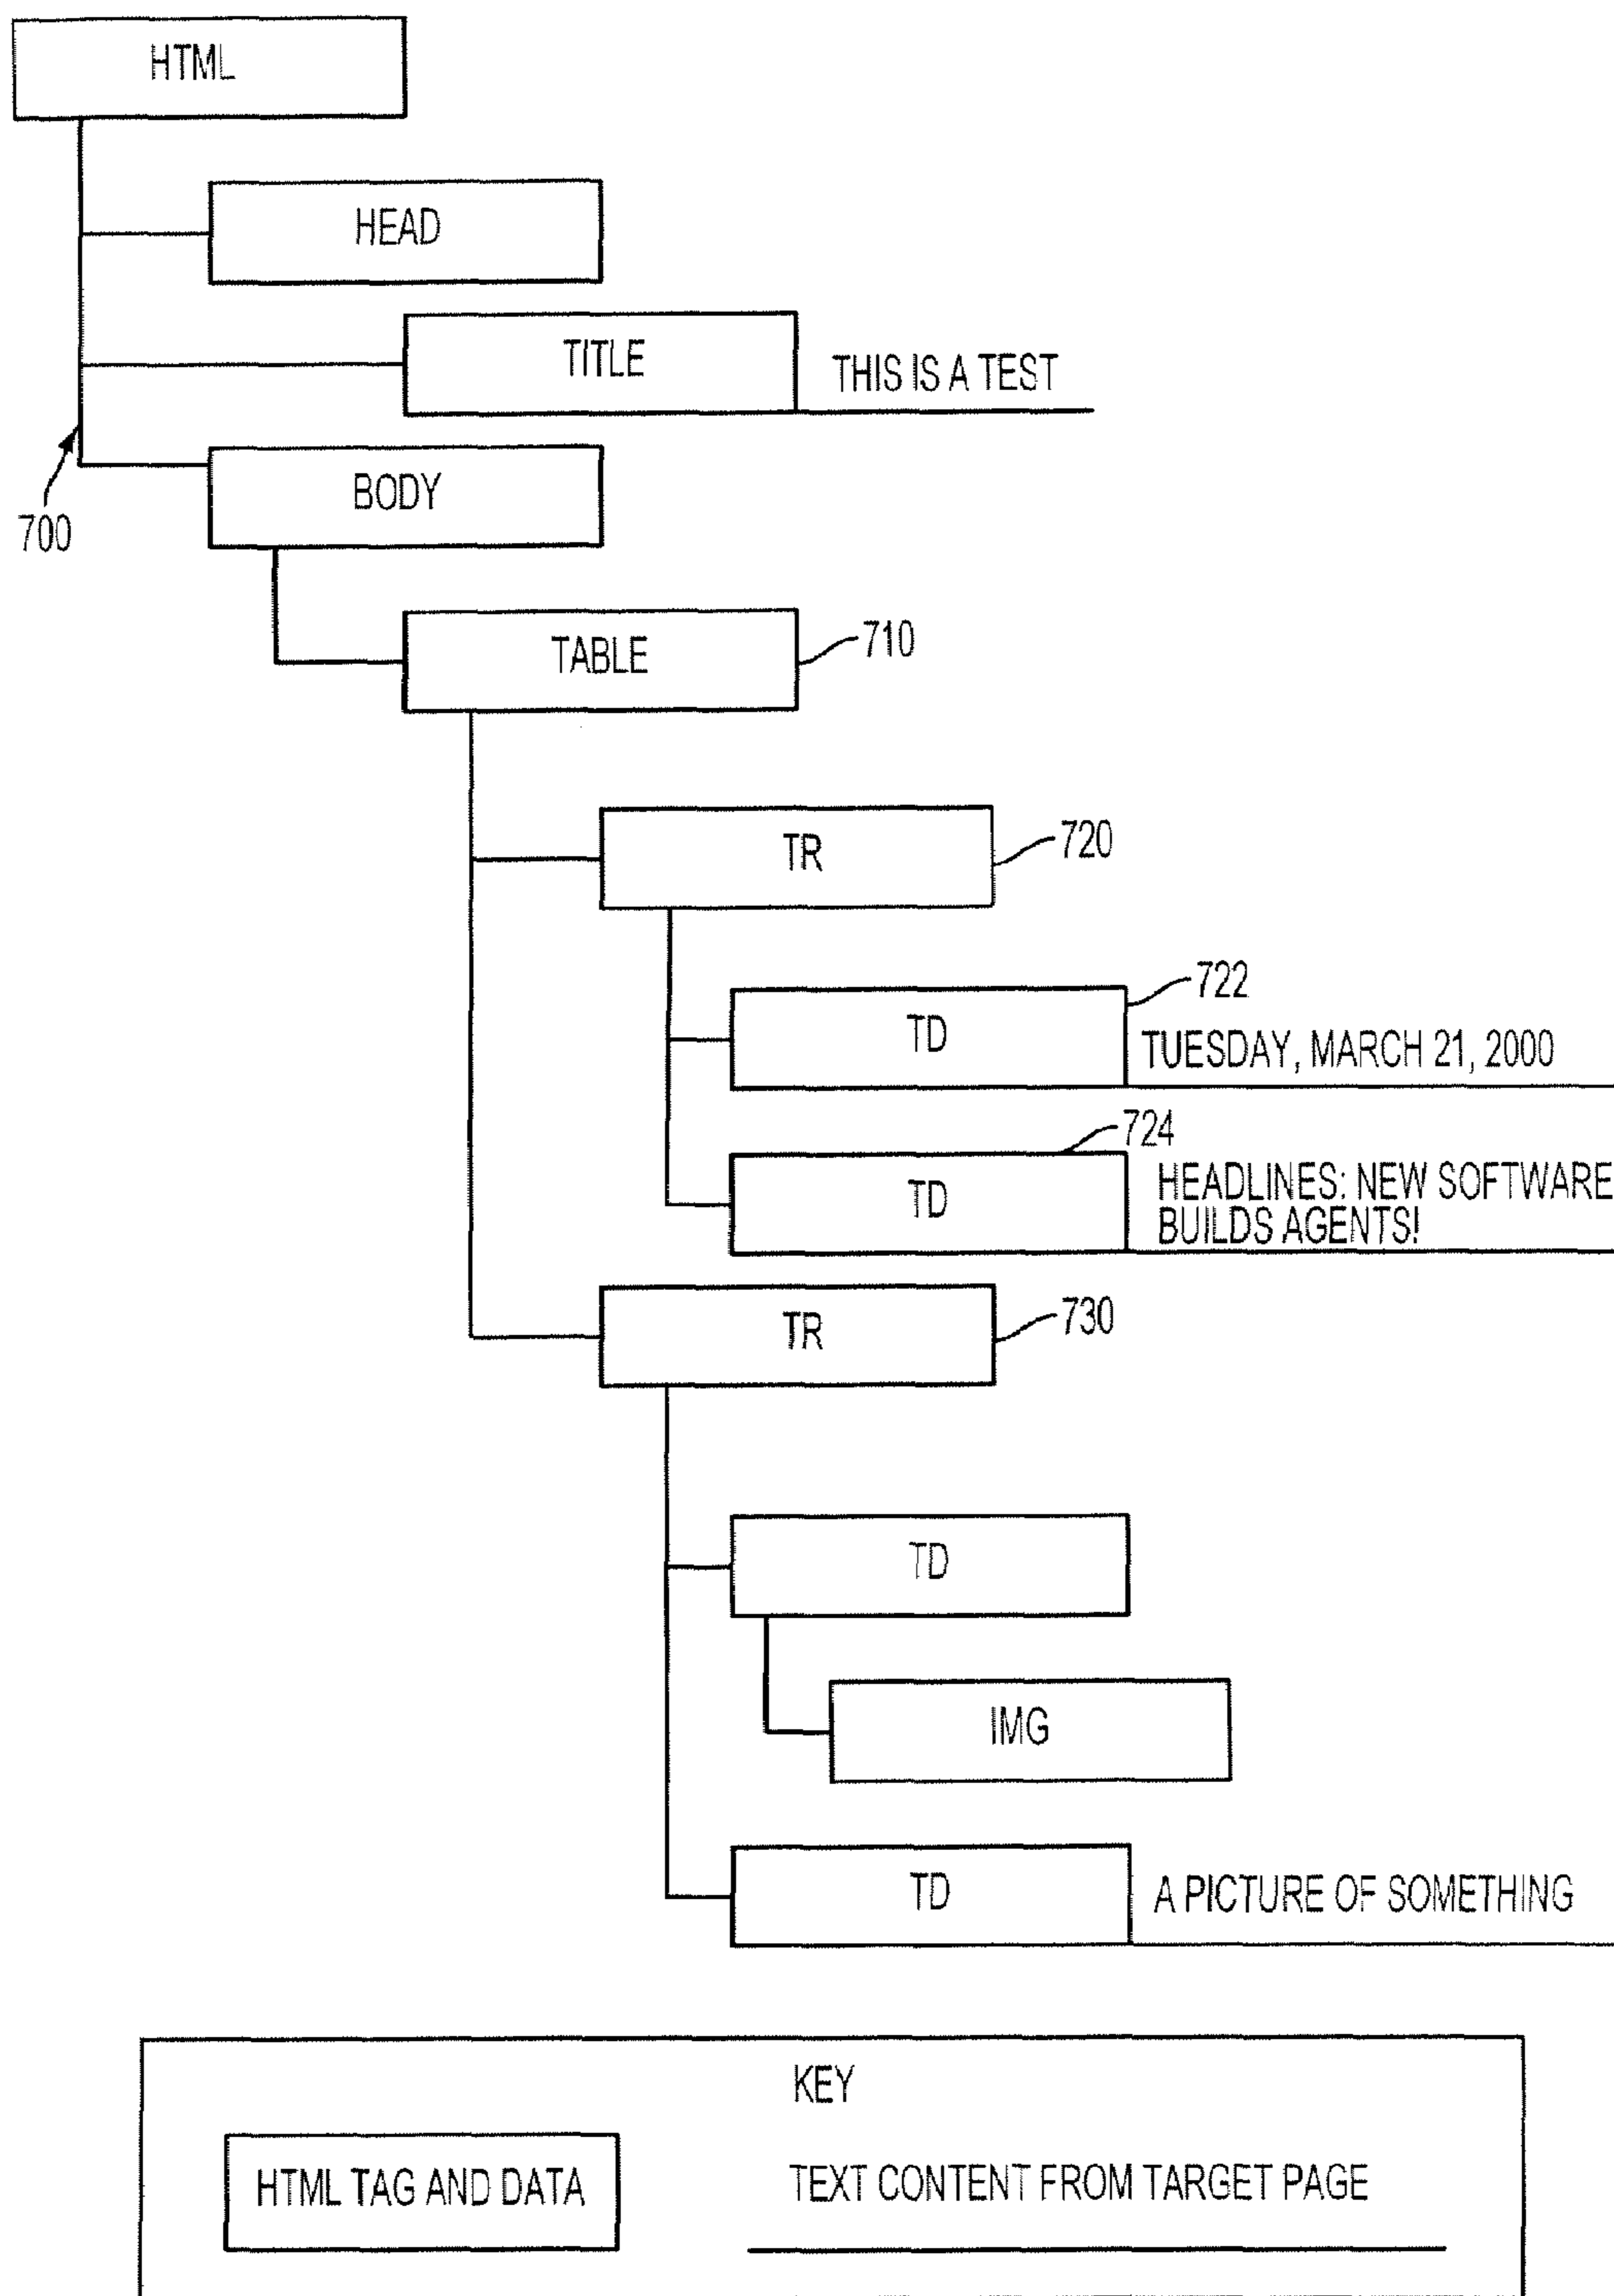 HTML
HEAD
TITLE
THIS IS A TEST
700
BODY
TABLE
710
TR
720
722
TD
TUESDAY, MARCH 21, 2000
724
TD
HEADLINES: NEW SOFTWARE
BUILDS AGENTS!
TR
730
TD
IMG
TD
A PICTURE OF SOMETHING
KEY
HTML TAG AND DATA
TEXT CONTENT FROM TARGET PAGE